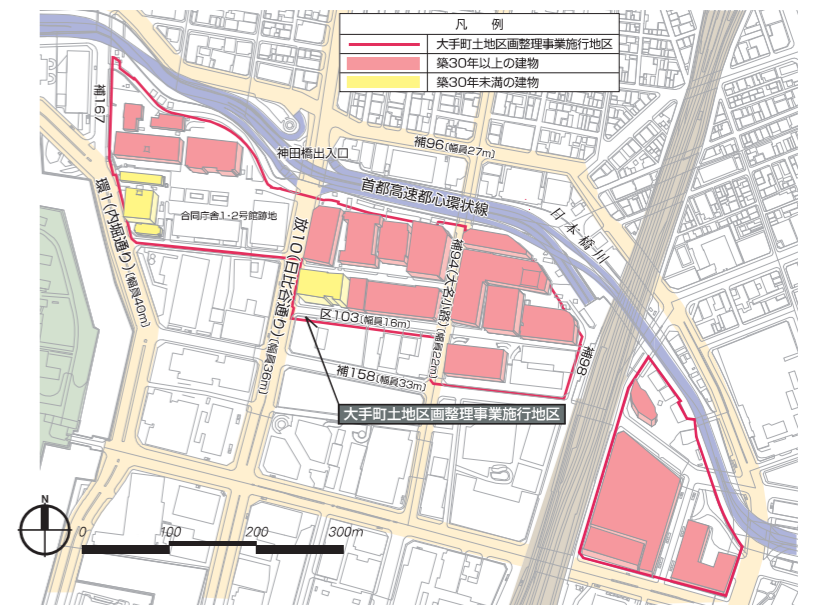 凡　例
大手町土地区画整理事業施行地区
築30年以上の建物
築30年未満の建物
補167
神田橋出入口
補96〔幅員27m〕
首都高速都心環状線
日本橋川
環1(内堀通り)〔幅員40m〕
合同庁舎1・2号館跡地
放10(日比谷通り)〔幅員36m〕
補94(大名小路)〔幅員22m〕
区103〔幅員16m〕
補98
補158〔幅員33m〕
大手町土地区画整理事業施行地区
N
0 100 200 300m